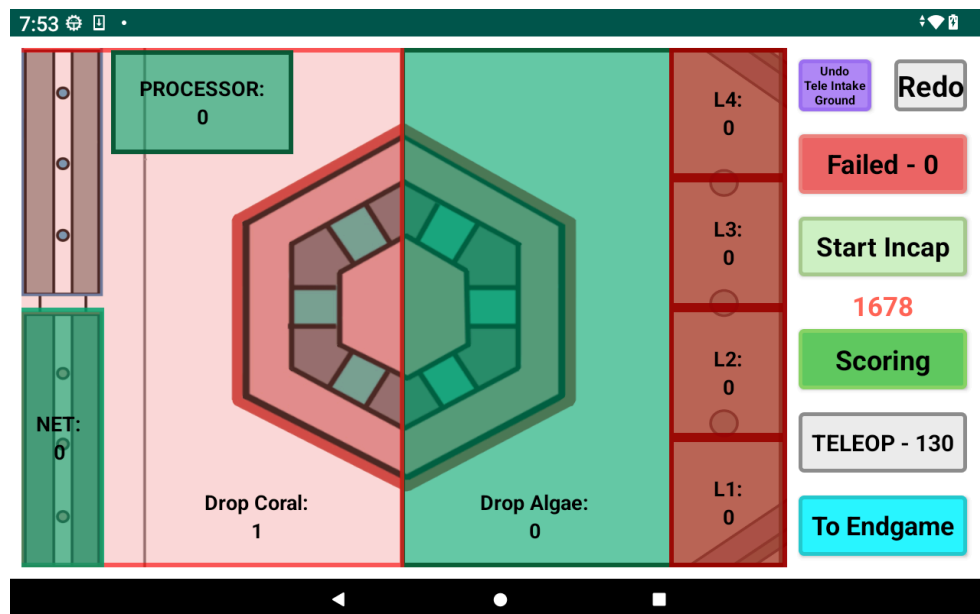 7:53
PROCESSOR:
0
NET:
0
Drop Coral:
1
Drop Algae:
0
L4:
0
L3:
0
L2:
0
L1:
0
Undo
Tele Intake
Ground
Redo
Failed - 0
Start Incap
1678
Scoring
TELEOP - 130
To Endgame